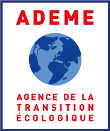 ADEME
AGENCE DE LA
TRANSITION
ÉCOLOGIQUE